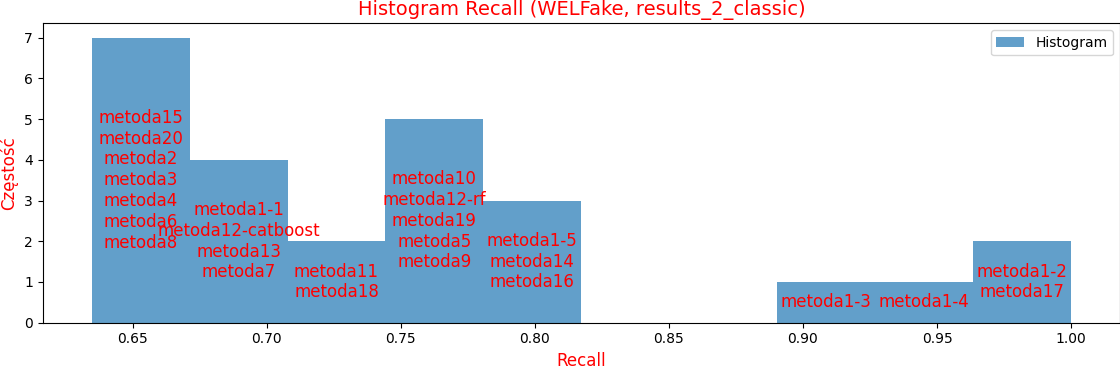 Histogram Recall (WELFake, results_2_classic)
Histogram
Częstość
7
6
5
4
3
2
1
0
metoda15
metoda20
metoda2
metoda3
metoda4
metoda6
metoda8
metoda1-1
metoda12-catboost
metoda13
metoda7
metoda11
metoda18
metoda10
metoda12-rf
metoda19
metoda5
metoda9
metoda1-5
metoda14
metoda16
metoda1-3
metoda1-4
metoda1-2
metoda17
0.65 0.70 0.75 0.80 0.85 0.90 0.95 1.00
Recall